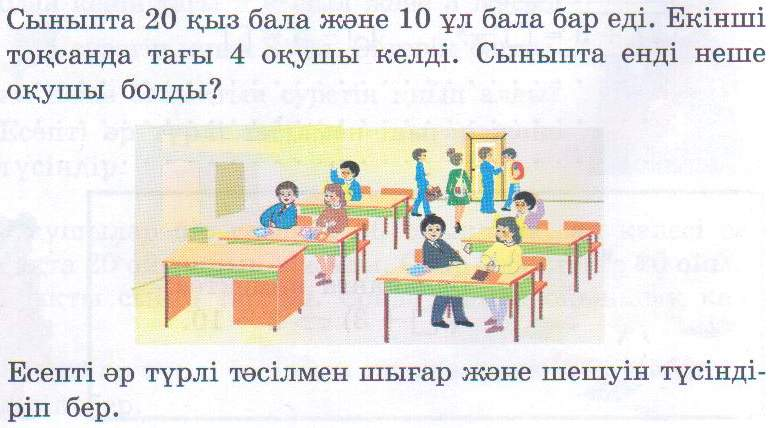 Сыныпта 20 қыз бала және 10 ұл бала бар еді. Екінші
тоқсанда тағы 4 оқушы келді. Сыныпта енді неше
оқушы болды?
Есепті әр түрлі тәсілмен шығар және шешуін түсінді-
ріп бер.